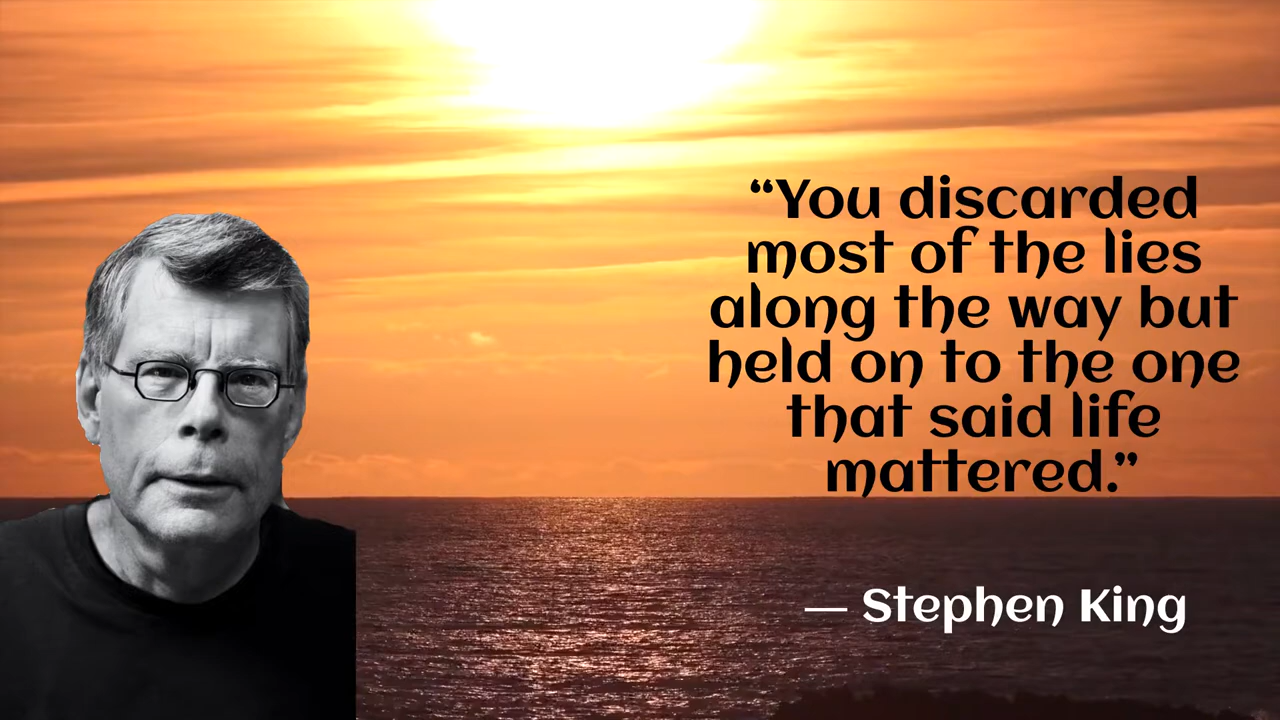 “You discarded
most of the lies
along the way but
held on to the one
that said life
mattered.”
— Stephen King